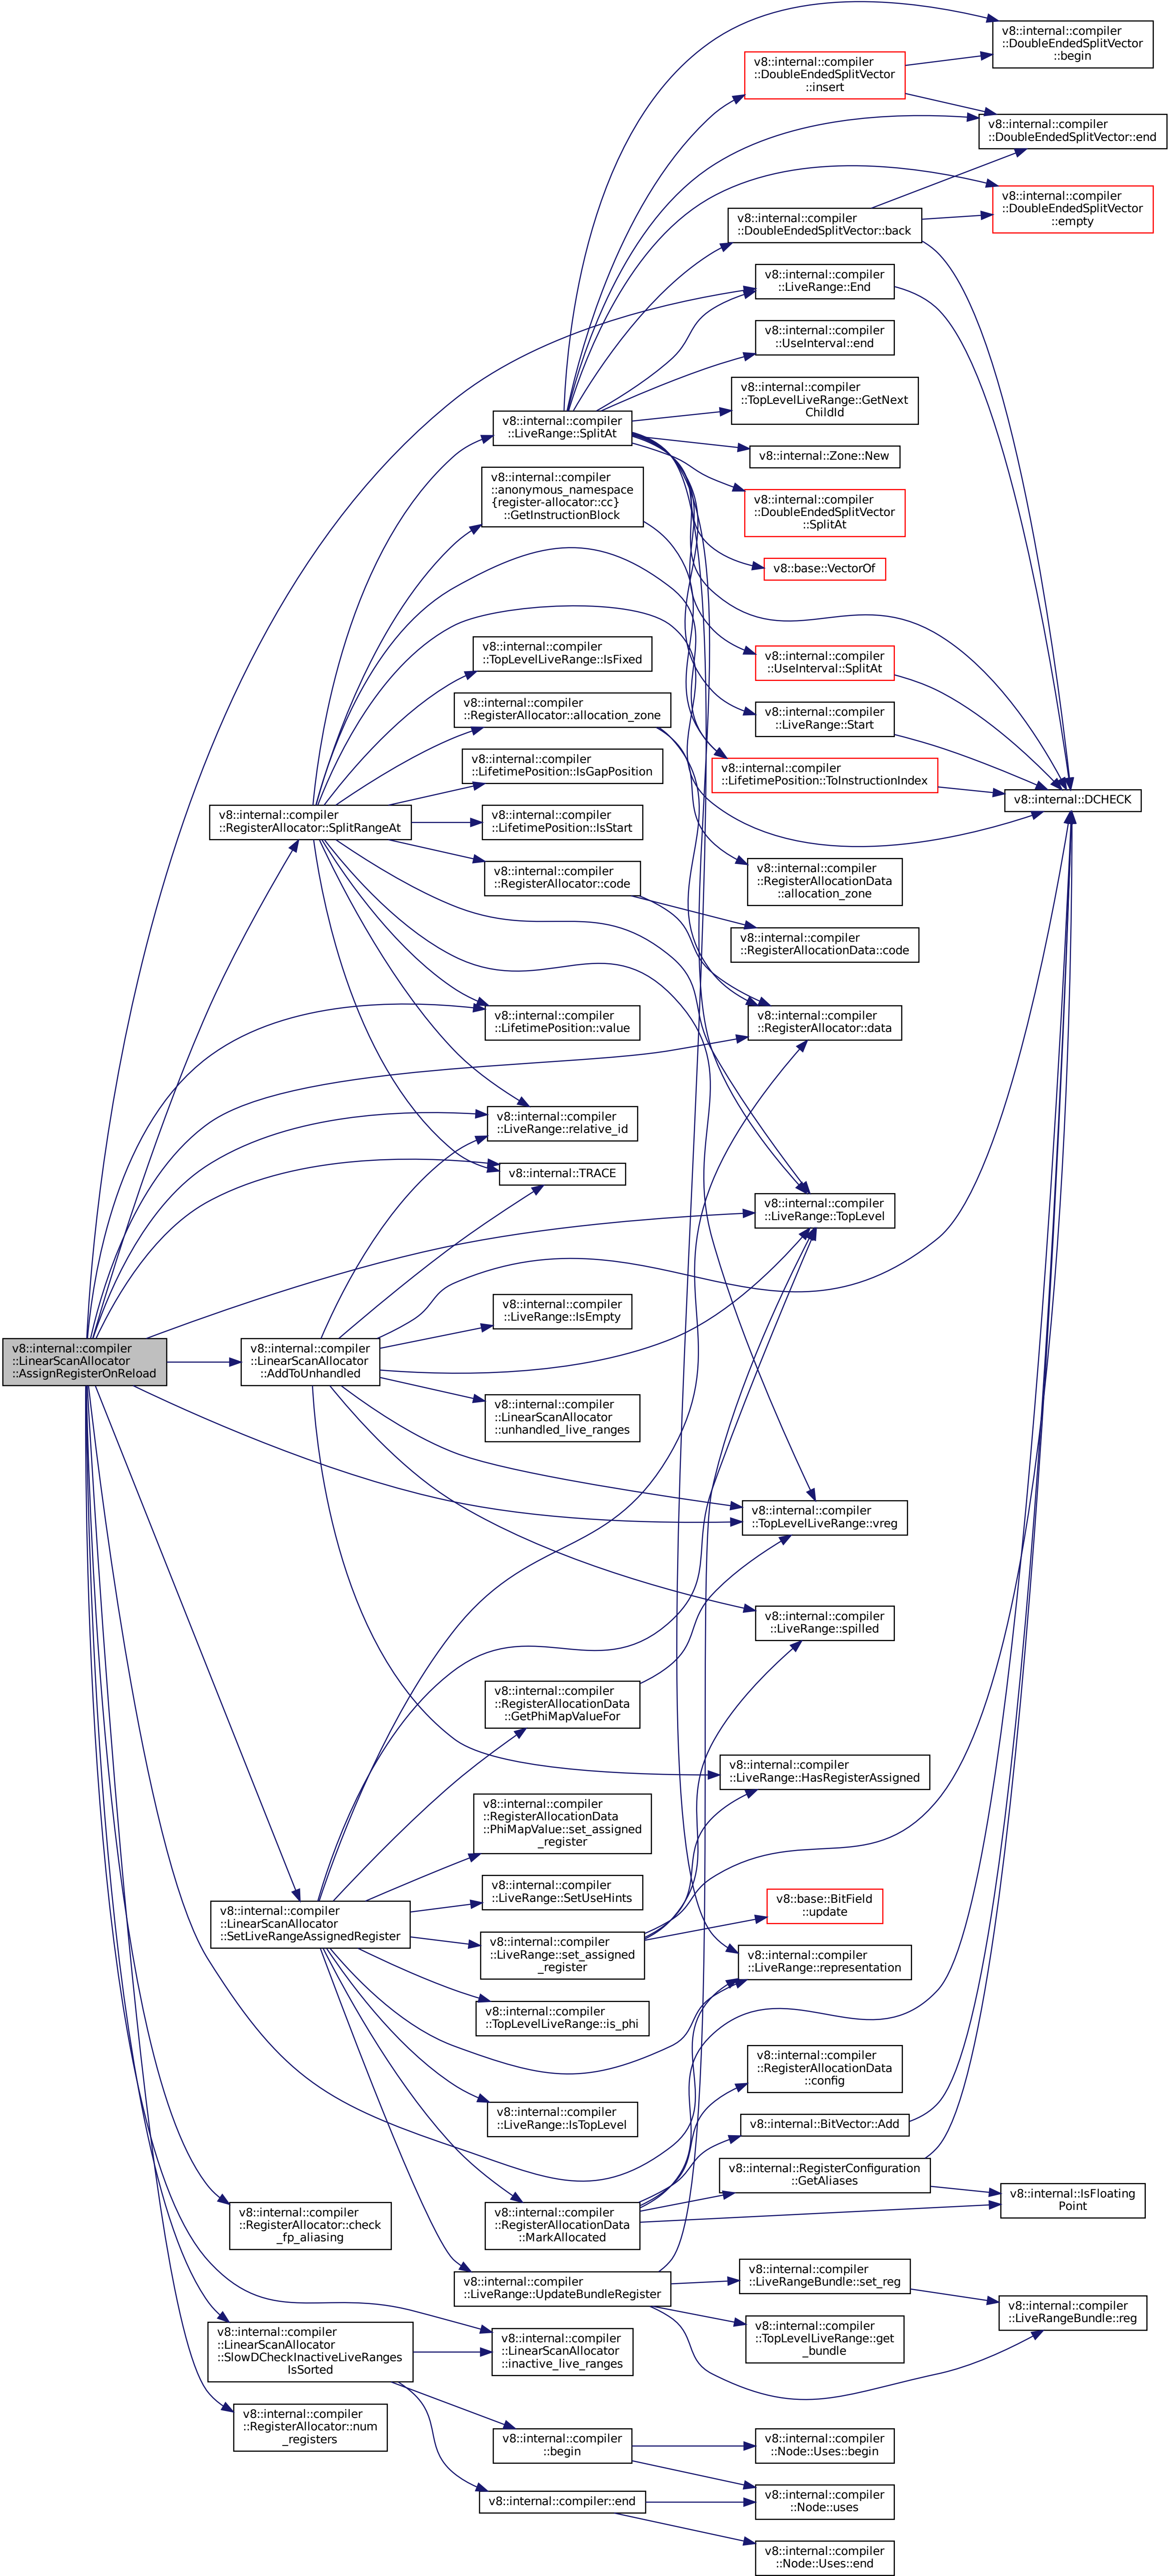 v8::internal::compiler
::DoubleEndedSplitVector
::begin
v8::internal::compiler
::DoubleEndedSplitVector
::insert
v8::internal::compiler
::DoubleEndedSplitVector::end
v8::internal::compiler
::DoubleEndedSplitVector
::empty
v8::internal::compiler
::DoubleEndedSplitVector::back
v8::internal::compiler
::LiveRange::End
v8::internal::compiler
::UseInterval::end
v8::internal::compiler
::TopLevelLiveRange::GetNext
ChildId
v8::internal::compiler
::LiveRange::SplitAt
v8::internal::Zone::New
v8::internal::compiler
::anonymous_namespace
{register-allocator::cc}
::GetInstructionBlock
v8::internal::compiler
::DoubleEndedSplitVector
::SplitAt
v8::base::VectorOf
v8::internal::compiler
::TopLevelLiveRange::IsFixed
v8::internal::compiler
::UseInterval::SplitAt
v8::internal::compiler
::RegisterAllocator::allocation_zone
v8::internal::compiler
::LiveRange::Start
v8::internal::compiler
::LifetimePosition::IsGapPosition
v8::internal::compiler
::LifetimePosition::ToInstructionIndex
v8::internal::DCHECK
v8::internal::compiler
::RegisterAllocator::SplitRangeAt
v8::internal::compiler
::LifetimePosition::IsStart
v8::internal::compiler
::RegisterAllocator::code
v8::internal::compiler
::RegisterAllocationData
::allocation_zone
v8::internal::compiler
::RegisterAllocationData::code
v8::internal::compiler
::LifetimePosition::value
v8::internal::compiler
::RegisterAllocator::data
v8::internal::compiler
::LiveRange::relative_id
v8::internal::TRACE
v8::internal::compiler
::LiveRange::TopLevel
v8::internal::compiler
::LiveRange::IsEmpty
v8::internal::compiler
::LinearScanAllocator
::AssignRegisterOnReload
v8::internal::compiler
::LinearScanAllocator
::AddToUnhandled
v8::internal::compiler
::LinearScanAllocator
::unhandled_live_ranges
v8::internal::compiler
::TopLevelLiveRange::vreg
v8::internal::compiler
::LiveRange::spilled
v8::internal::compiler
::RegisterAllocationData
::GetPhiMapValueFor
v8::internal::compiler
::LiveRange::HasRegisterAssigned
v8::internal::compiler
::RegisterAllocationData
::PhiMapValue::set_assigned
_register
v8::internal::compiler
::LiveRange::SetUseHints
v8::base::BitField
::update
v8::internal::compiler
::LinearScanAllocator
::SetLiveRangeAssignedRegister
v8::internal::compiler
::LiveRange::set_assigned
_register
v8::internal::compiler
::LiveRange::representation
v8::internal::compiler
::TopLevelLiveRange::is_phi
v8::internal::compiler
::RegisterAllocationData
::config
v8::internal::compiler
::LiveRange::IsTopLevel
v8::internal::BitVector::Add
v8::internal::RegisterConfiguration
::GetAliases
v8::internal::IsFloating
Point
v8::internal::compiler
::RegisterAllocator::check
_fp_aliasing
v8::internal::compiler
::RegisterAllocationData
::MarkAllocated
v8::internal::compiler
::LiveRange::UpdateBundleRegister
v8::internal::compiler
::LiveRangeBundle::set_reg
v8::internal::compiler
::LiveRangeBundle::reg
v8::internal::compiler
::TopLevelLiveRange::get
_bundle
v8::internal::compiler
::LinearScanAllocator
::SlowDCheckInactiveLiveRanges
IsSorted
v8::internal::compiler
::LinearScanAllocator
::inactive_live_ranges
v8::internal::compiler
::RegisterAllocator::num
_registers
v8::internal::compiler
::begin
v8::internal::compiler
::Node::Uses::begin
v8::internal::compiler::end
v8::internal::compiler
::Node::uses
v8::internal::compiler
::Node::Uses::end